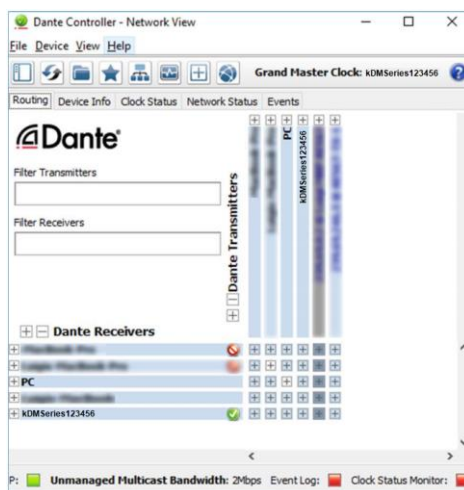 Dante Controller - Network View
File Device View Help
Grand Master Clock: kDMSeries123456
Routing Device Info Clock Status Network Status Events
Dante
Filter Transmitters
Filter Receivers
Dante Transmitters
PC
kDMSeries123456
Dante Receivers
PC
kDMSeries123456
P: Unmanaged Multicast Bandwidth: 2Mbps Event Log: Clock Status Monitor: